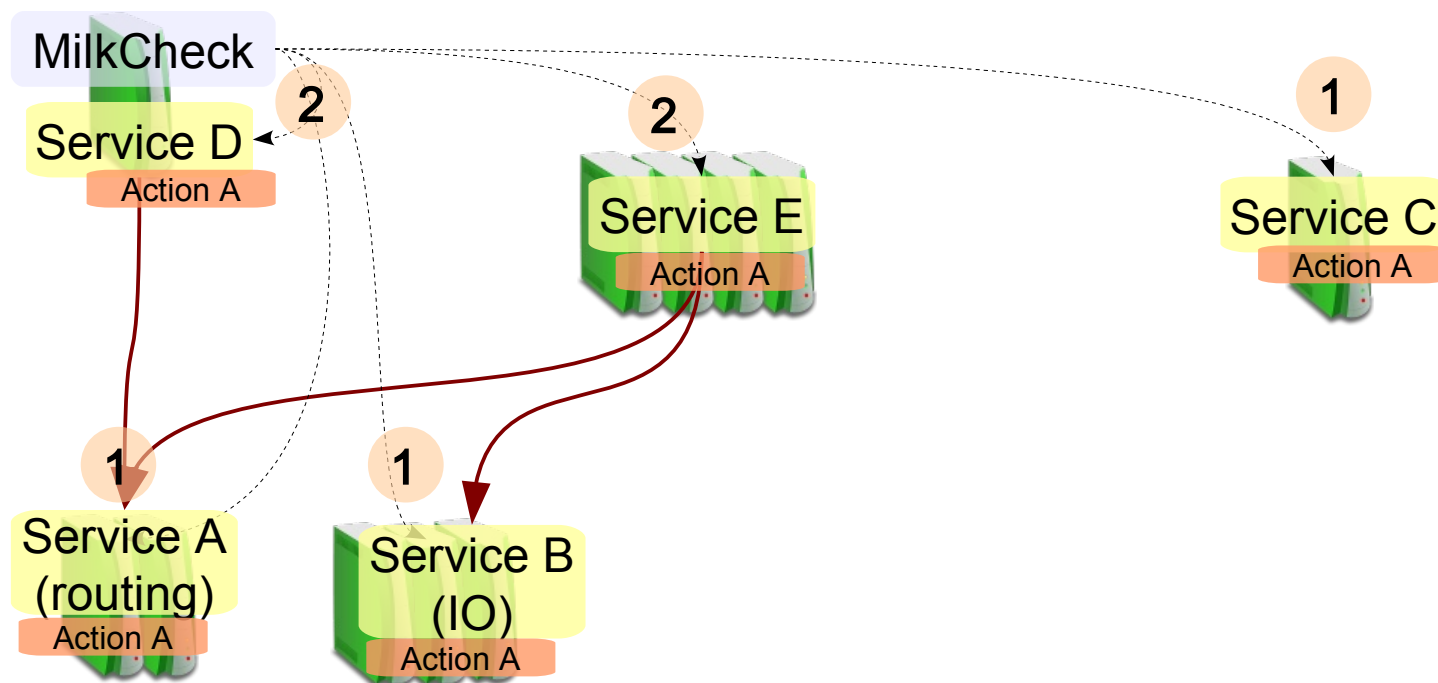 MilkCheck
2
2
1
Service D
Action A
Service E
Action A
Service C
Action A
1
1
Service A
(routing)
Action A
Service B
(IO)
Action A